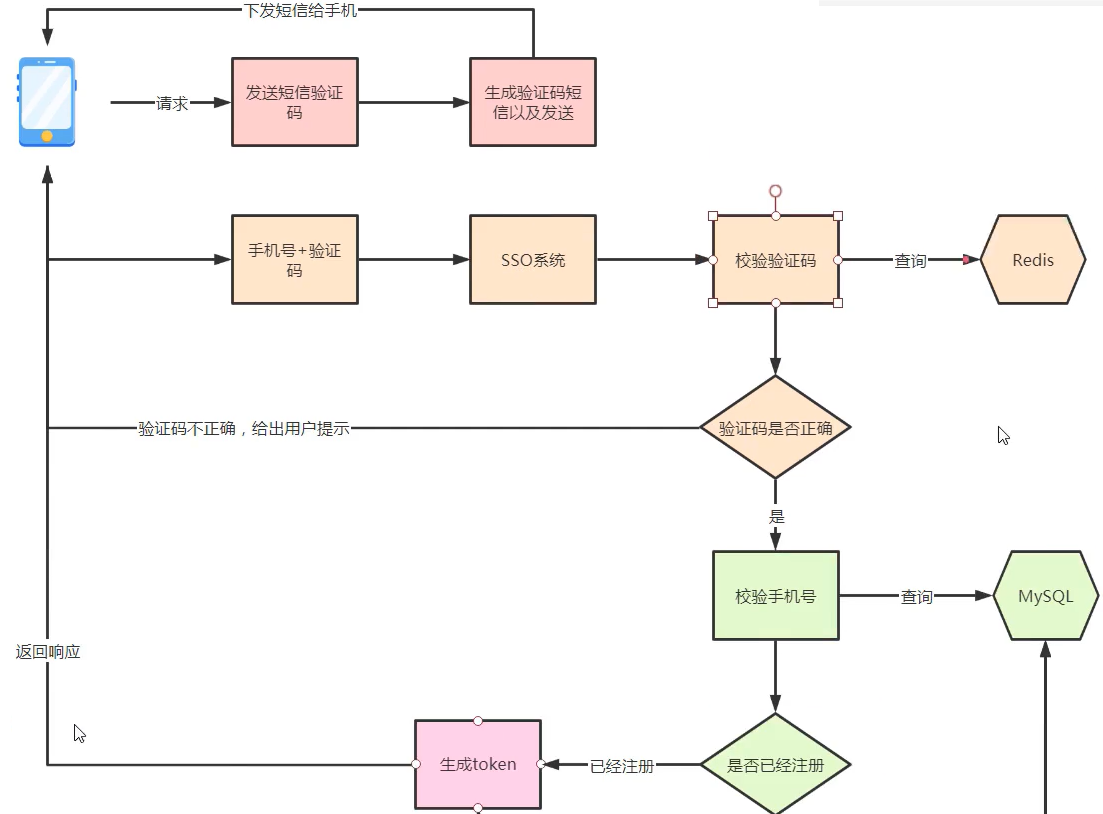 下发短信给手机
请求
发送短信验证
码
生成验证码短
信以及发送
手机号+验证
码
SSO系统
校验验证码
查询
Redis
验证码不正确，给出用户提示
验证码是否正确
是
校验手机号
查询
MySQL
返回响应
生成token
已经注册
是否已经注册